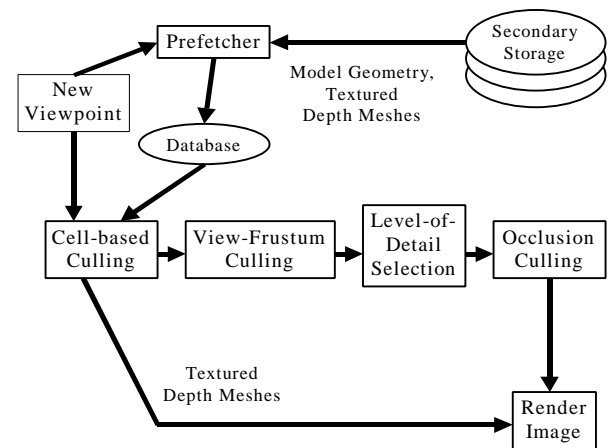 Prefetcher
Secondary
Storage
Model Geometry,
Textured
Depth Meshes
New
Viewpoint
Database
Cell-based
Culling
View-Frustum
Culling
Level-of-
Detail
Selection
Occlusion
Culling
Textured
Depth Meshes
Render
Image